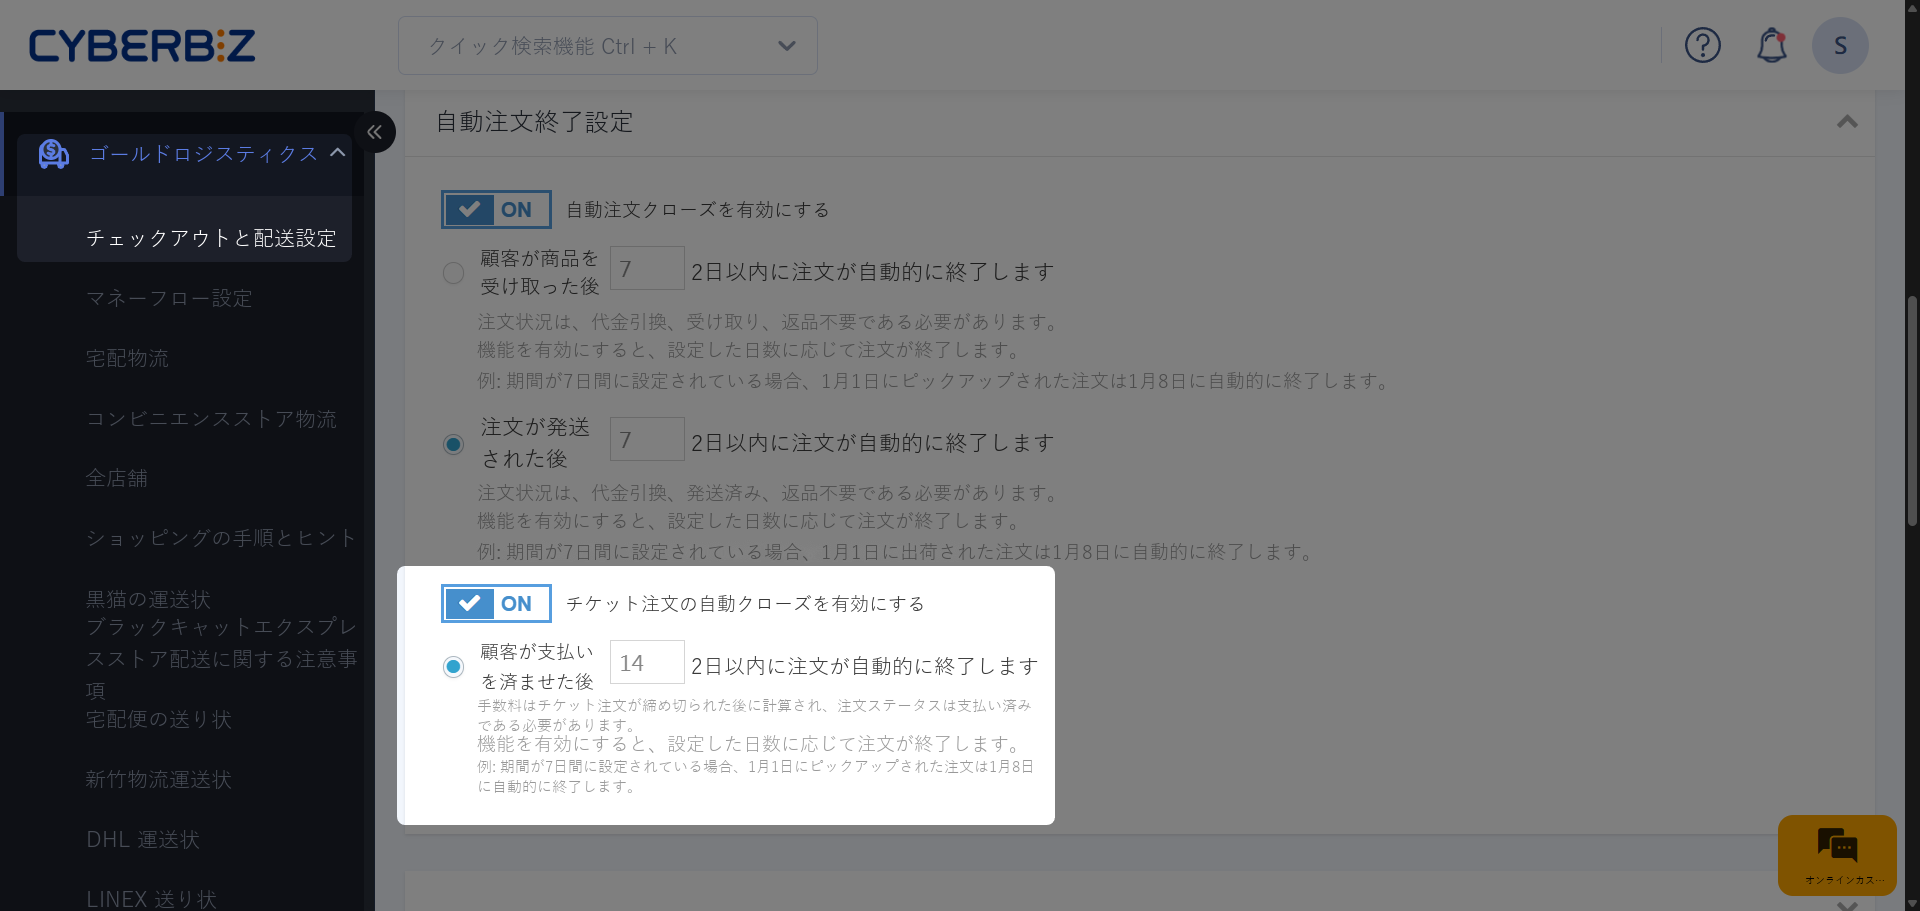 CYBERBIZ
クイック検索機能 Ctrl + K
S
ゴールドロジスティクス
チェックアウトと配送設定
マネーフロー設定
宅配物流
コンビニエンスストア物流
全店舗
ショッピングの手順とヒント
黒猫の運送状
ブラックキャットエクスプレ
スストア配送に関する注意事
項
宅配便の送り状
新竹物流運送状
DHL 運送状
LINEX 送り状
自動注文終了設定
ON 自動注文クローズを有効にする
顧客が商品を
受け取った後
7 2日以内に注文が自動的に終了します
注文状況は、代金引換、受け取り、返品不要である必要があります。
機能を有効にすると、設定した日数に応じて注文が終了します。
例: 期間が7日間に設定されている場合、1月1日にピックアップされた注文は1月8日に自動的に終了します。
注文が発送
された後
7 2日以内に注文が自動的に終了します
注文状況は、代金引換、発送済み、返品不要である必要があります。
機能を有効にすると、設定した日数に応じて注文が終了します。
例: 期間が7日間に設定されている場合、1月1日に出荷された注文は1月8日に自動的に終了します。
ON チケット注文の自動クローズを有効にする
顧客が支払い
を済ませた後
14 2日以内に注文が自動的に終了します
手数料はチケット注文が締め切られた後に計算され、注文ステータスは支払い済み
である必要があります。
機能を有効にすると、設定した日数に応じて注文が終了します。
例: 期間が7日間に設定されている場合、1月1日にピックアップされた注文は1月8日
に自動的に終了します。
オンラインカス…